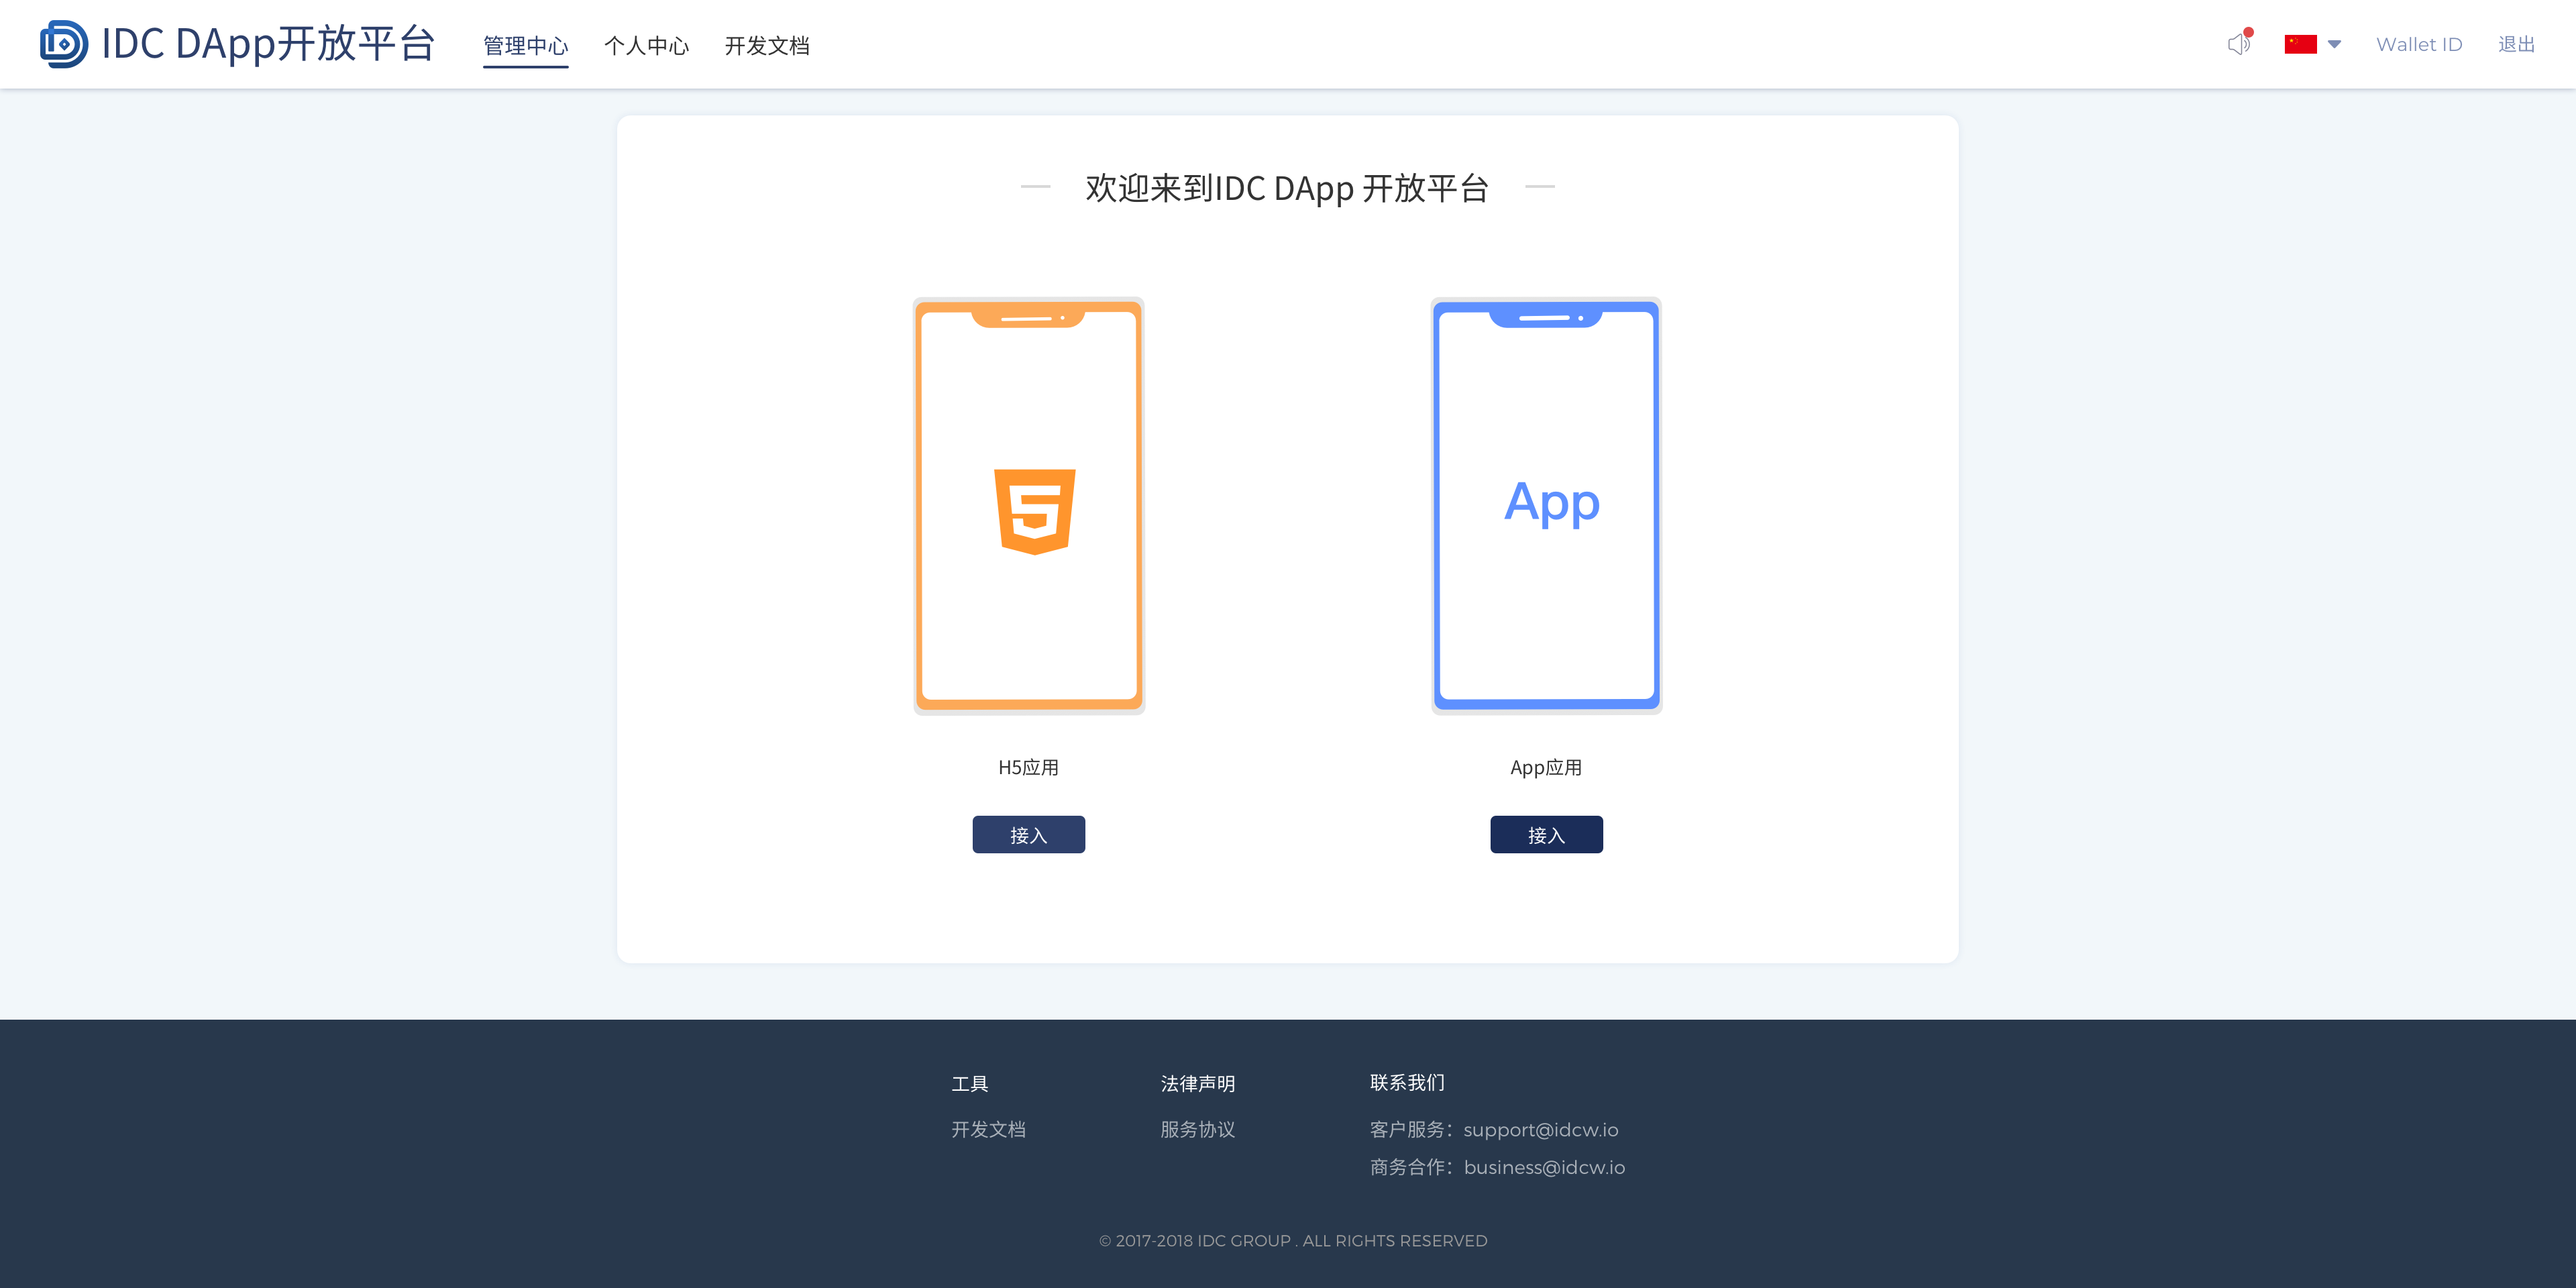 IDC DApp开放平台
管理中心 个人中心 开发文档
Wallet ID 退出
欢迎来到IDC DApp 开放平台
5
App
H5应用
App应用
接入
接入
工具
法律声明
联系我们
开发文档
服务协议
客户服务：support@idcw.io
商务合作：business@idcw.io
© 2017-2018 IDC GROUP . ALL RIGHTS RESERVED